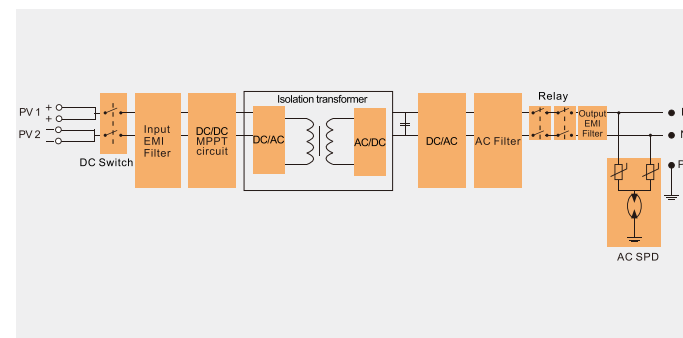 Isolation transformer
Relay
PV 1
+
+
PV 2
DC Switch
Input
EMI
Filter
DC/DC
MPPT
circuit
DC/AC
AC/DC
DC/AC
AC Filter
Output
EMI
Filter
N
P
AC SPD